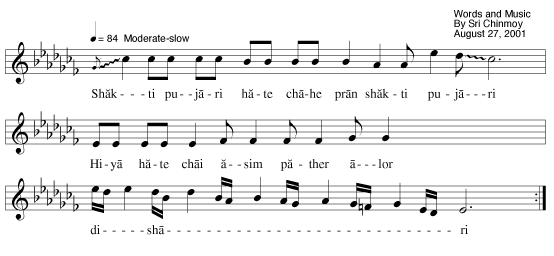 Words and Music
By Sri Chinmoy
August 27, 2001
♩ = 84 Moderate-slow
Shăk - - - ti pu - - jā - ri hă - te chā - he prān shăk - ti pu - jā - - - ri
Hi - yā hă - te chāi ă - - - sim pă - ther ā - - - lor
di - - - - - shā - - - - - - - - - - - - - - - - - - - - - - - - - - - - - - ri